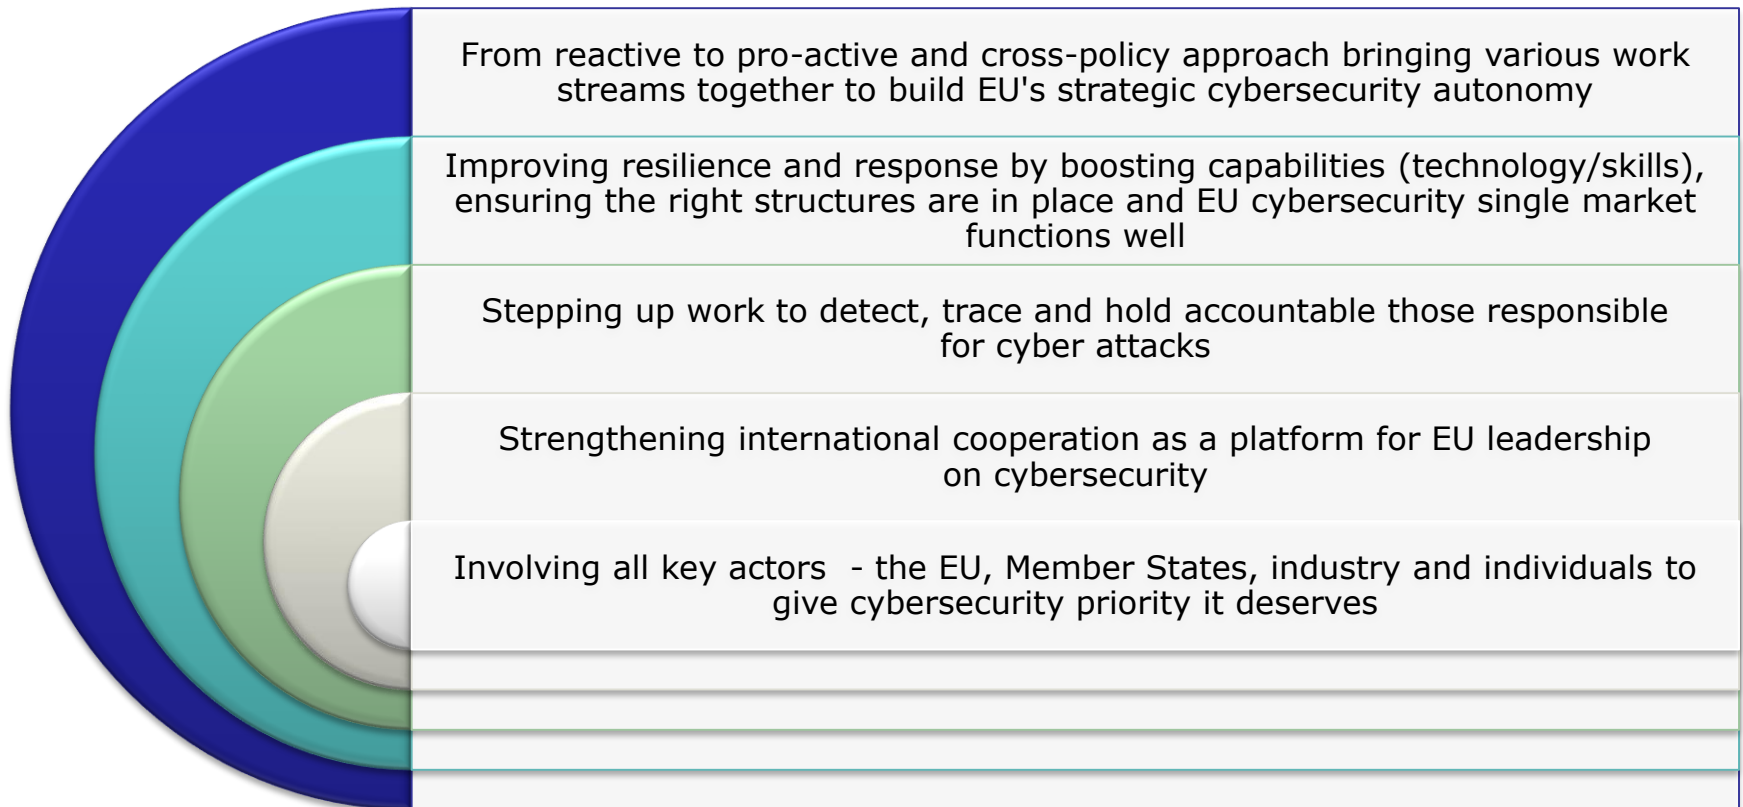 From reactive to pro-active and cross-policy approach bringing various work
streams together to build EU's strategic cybersecurity autonomy
Improving resilience and response by boosting capabilities (technology/skills),
ensuring the right structures are in place and EU cybersecurity single market
functions well
Stepping up work to detect, trace and hold accountable those responsible
for cyber attacks
Strengthening international cooperation as a platform for EU leadership
on cybersecurity
Involving all key actors  - the EU, Member States, industry and individuals to
give cybersecurity priority it deserves